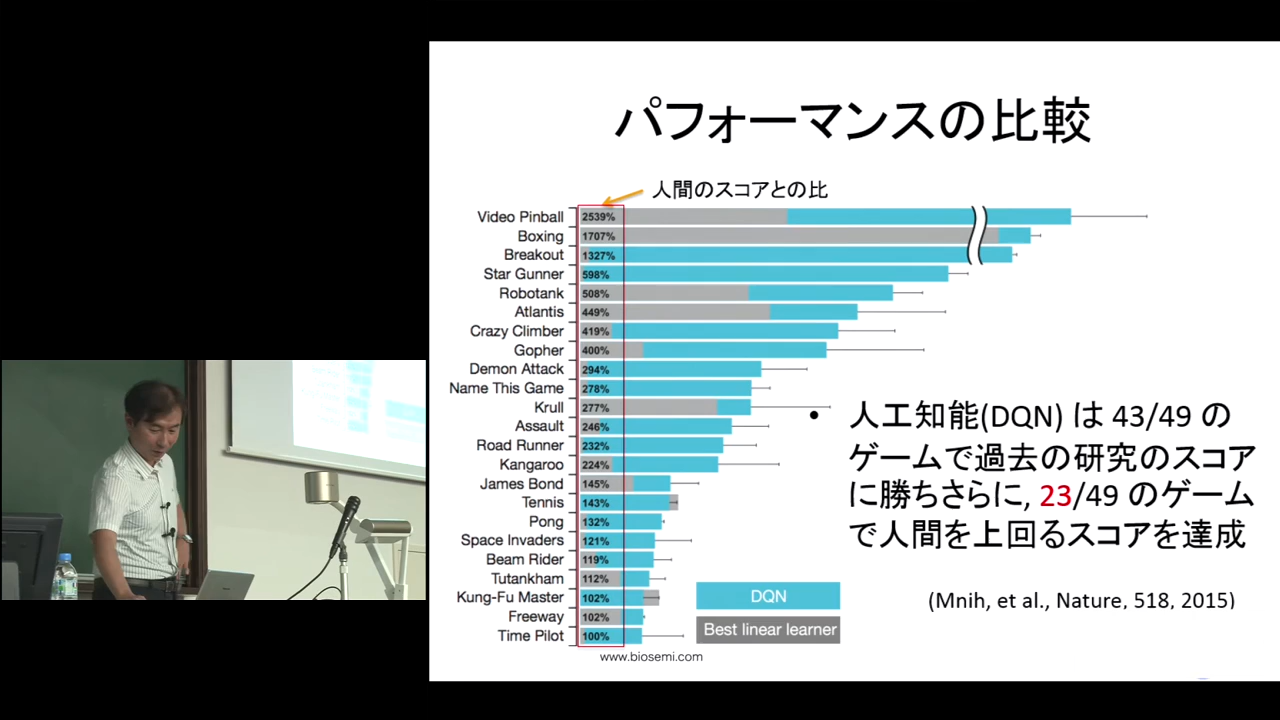 パフォーマンスの比較
人間のスコアとの比
Video Pinball 2539%
Boxing 1707%
Breakout 1327%
Star Gunner 598%
Robotank 508%
Atlantis 449%
Crazy Climber 419%
Gopher 400%
Demon Attack 294%
Name This Game 278%
Krull 277%
Assault 246%
Road Runner 232%
Kangaroo 224%
James Bond 145%
Tennis 143%
Pong 132%
Space Invaders 121%
Beam Rider 119%
Tutankham 112%
Kung-Fu Master 102%
Freeway 102%
Time Pilot 100%
DQN
Best linear learner
www.biosemi.com
• 人工知能(DQN) は 43/49 の
ゲームで過去の研究のスコア
に勝ちさらに, 23/49 のゲーム
で人間を上回るスコアを達成
(Mnih, et al., Nature, 518, 2015)